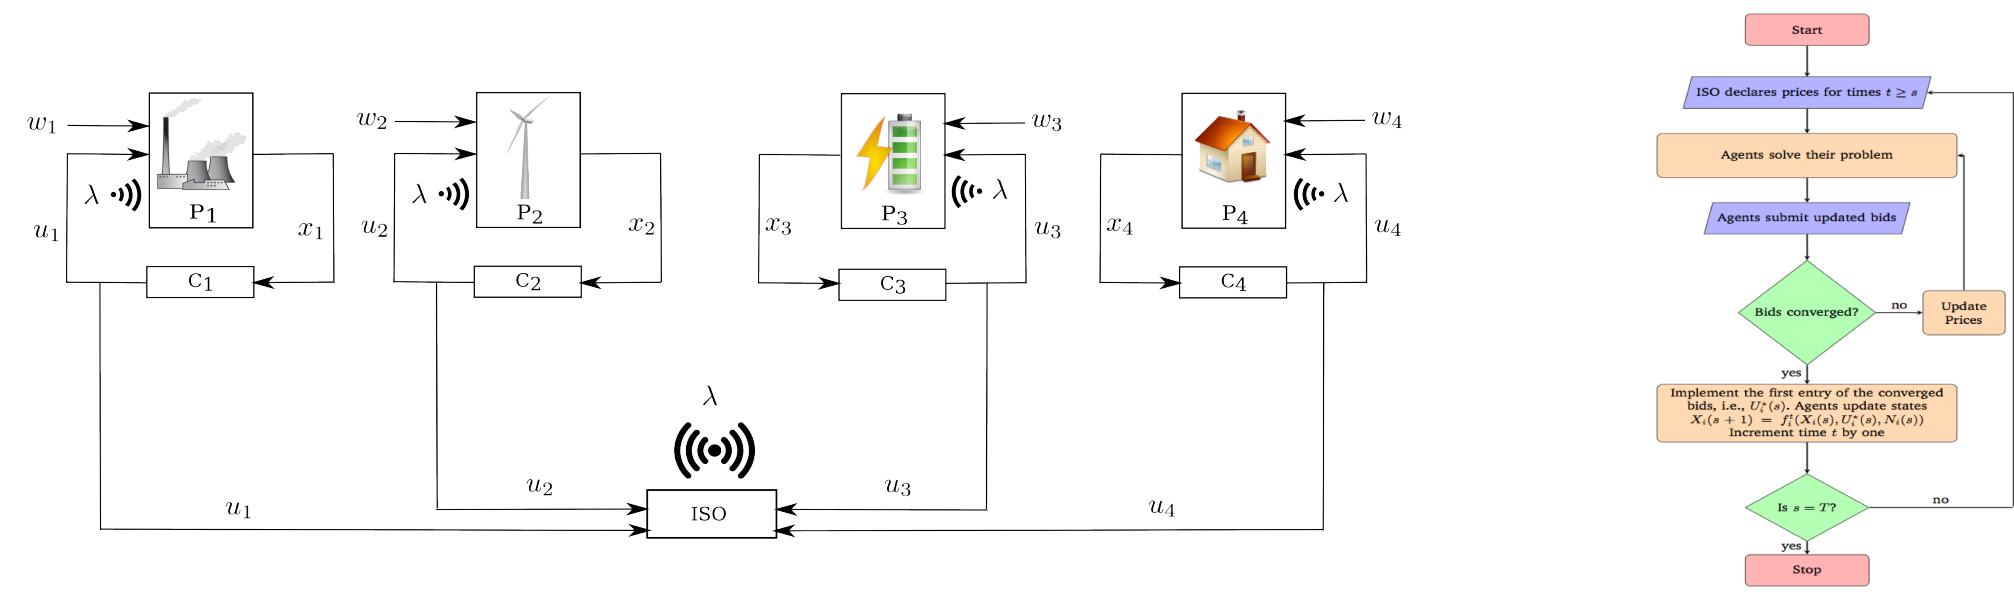 w₁
λ
u₁
P₁
x₁
C₁
w₂
λ
u₂
P₂
x₂
C₂
w₃
λ
x₃
P₃
u₃
C₃
w₄
λ
x₄
P₄
u₄
C₄
λ
u₁
u₂
u₃
u₄
ISO
Start
ISO declares prices for times t ≥ s
Agents solve their problem
Agents submit updated bids
Bids converged?
no
Update
Prices
yes
Implement the first entry of the converged
bids, i.e., Uᵢ⋆(s). Agents update states
Xᵢ(s + 1) = fᵢᵗ(Xᵢ(s), Uᵢ⋆(s), Nᵢ(s))
Increment time t by one
Is s = T?
no
yes
Stop